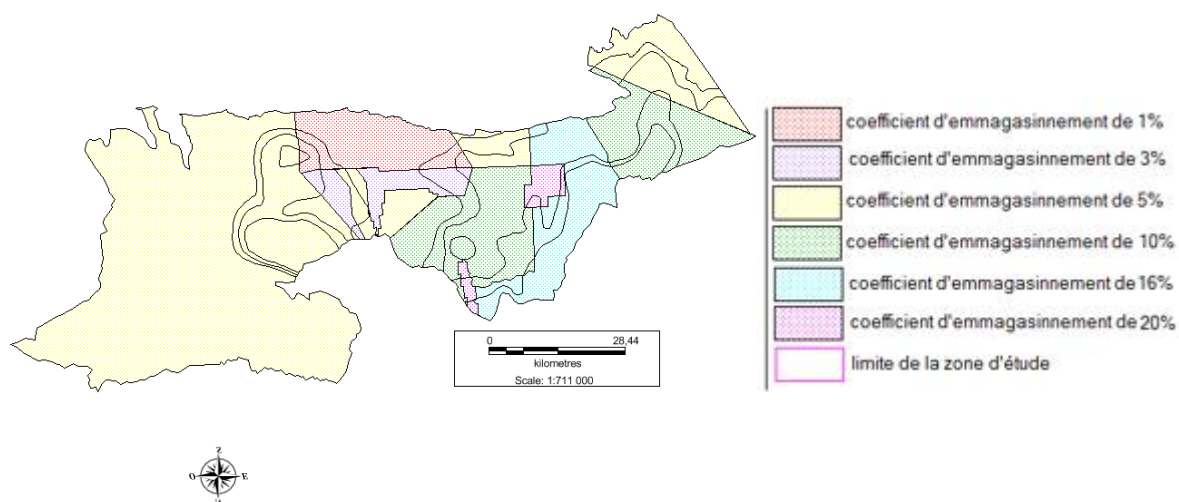 coefficient d'emmagasinnement de 1%
coefficient d'emmagasinnement de 3%
coefficient d'emmagasinnement de 5%
coefficient d'emmagasinnement de 10%
coefficient d'emmagasinnement de 16%
coefficient d'emmagasinnement de 20%
limite de la zone d'étude
0 28,44
kilometres
Scale: 1:711 000
O E